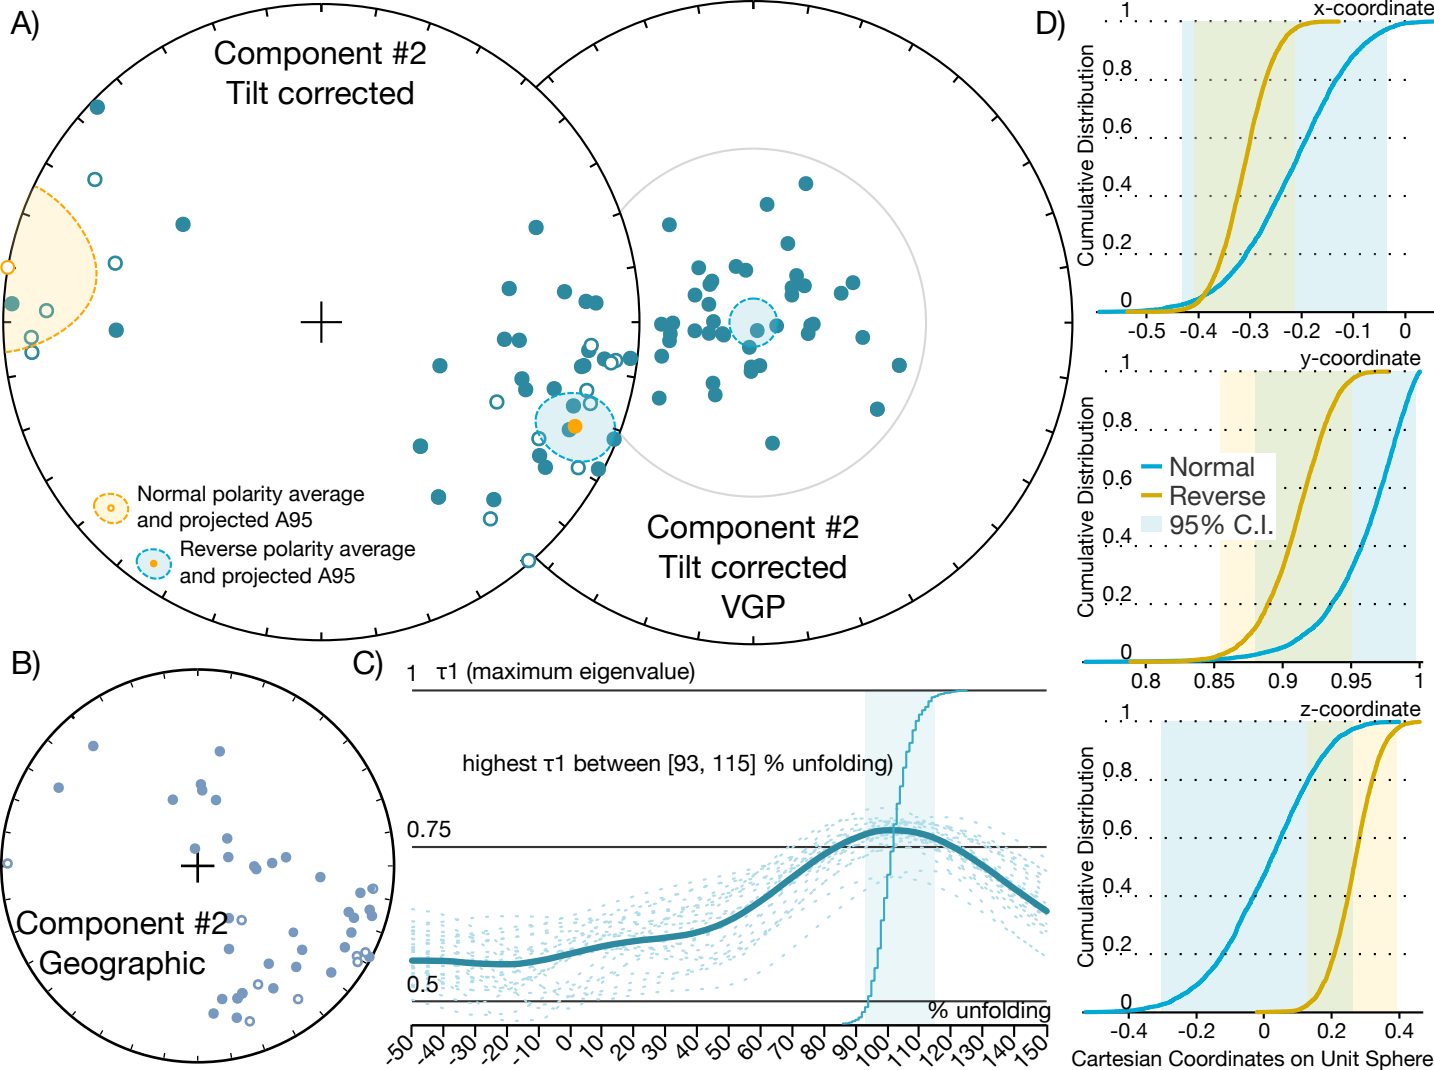 A)
Component #2
Tilt corrected
Component #2
Tilt corrected
VGP
Normal polarity average
and projected A95
Reverse polarity average
and projected A95
B)
Component #2
Geographic
C)
1 τ1 (maximum eigenvalue)
highest τ1 between [93, 115] % unfolding)
0.75
0.5
% unfolding
-50 -40 -30 -20 -10 0 10 20 30 40 50 60 70 80 90 100 110 120 130 140 150
D)
x-coordinate
Cumulative Distribution
1
0.8
0.6
0.4
0.2
0
-0.5 -0.4 -0.3 -0.2 -0.1 0
y-coordinate
Cumulative Distribution
1
0.8
0.6
0.4
0.2
0
Normal
Reverse
95% C.I.
0.8 0.85 0.9 0.95 1
z-coordinate
Cumulative Distribution
1
0.8
0.6
0.4
0.2
0
-0.4 -0.2 0 0.2 0.4
Cartesian Coordinates on Unit Sphere